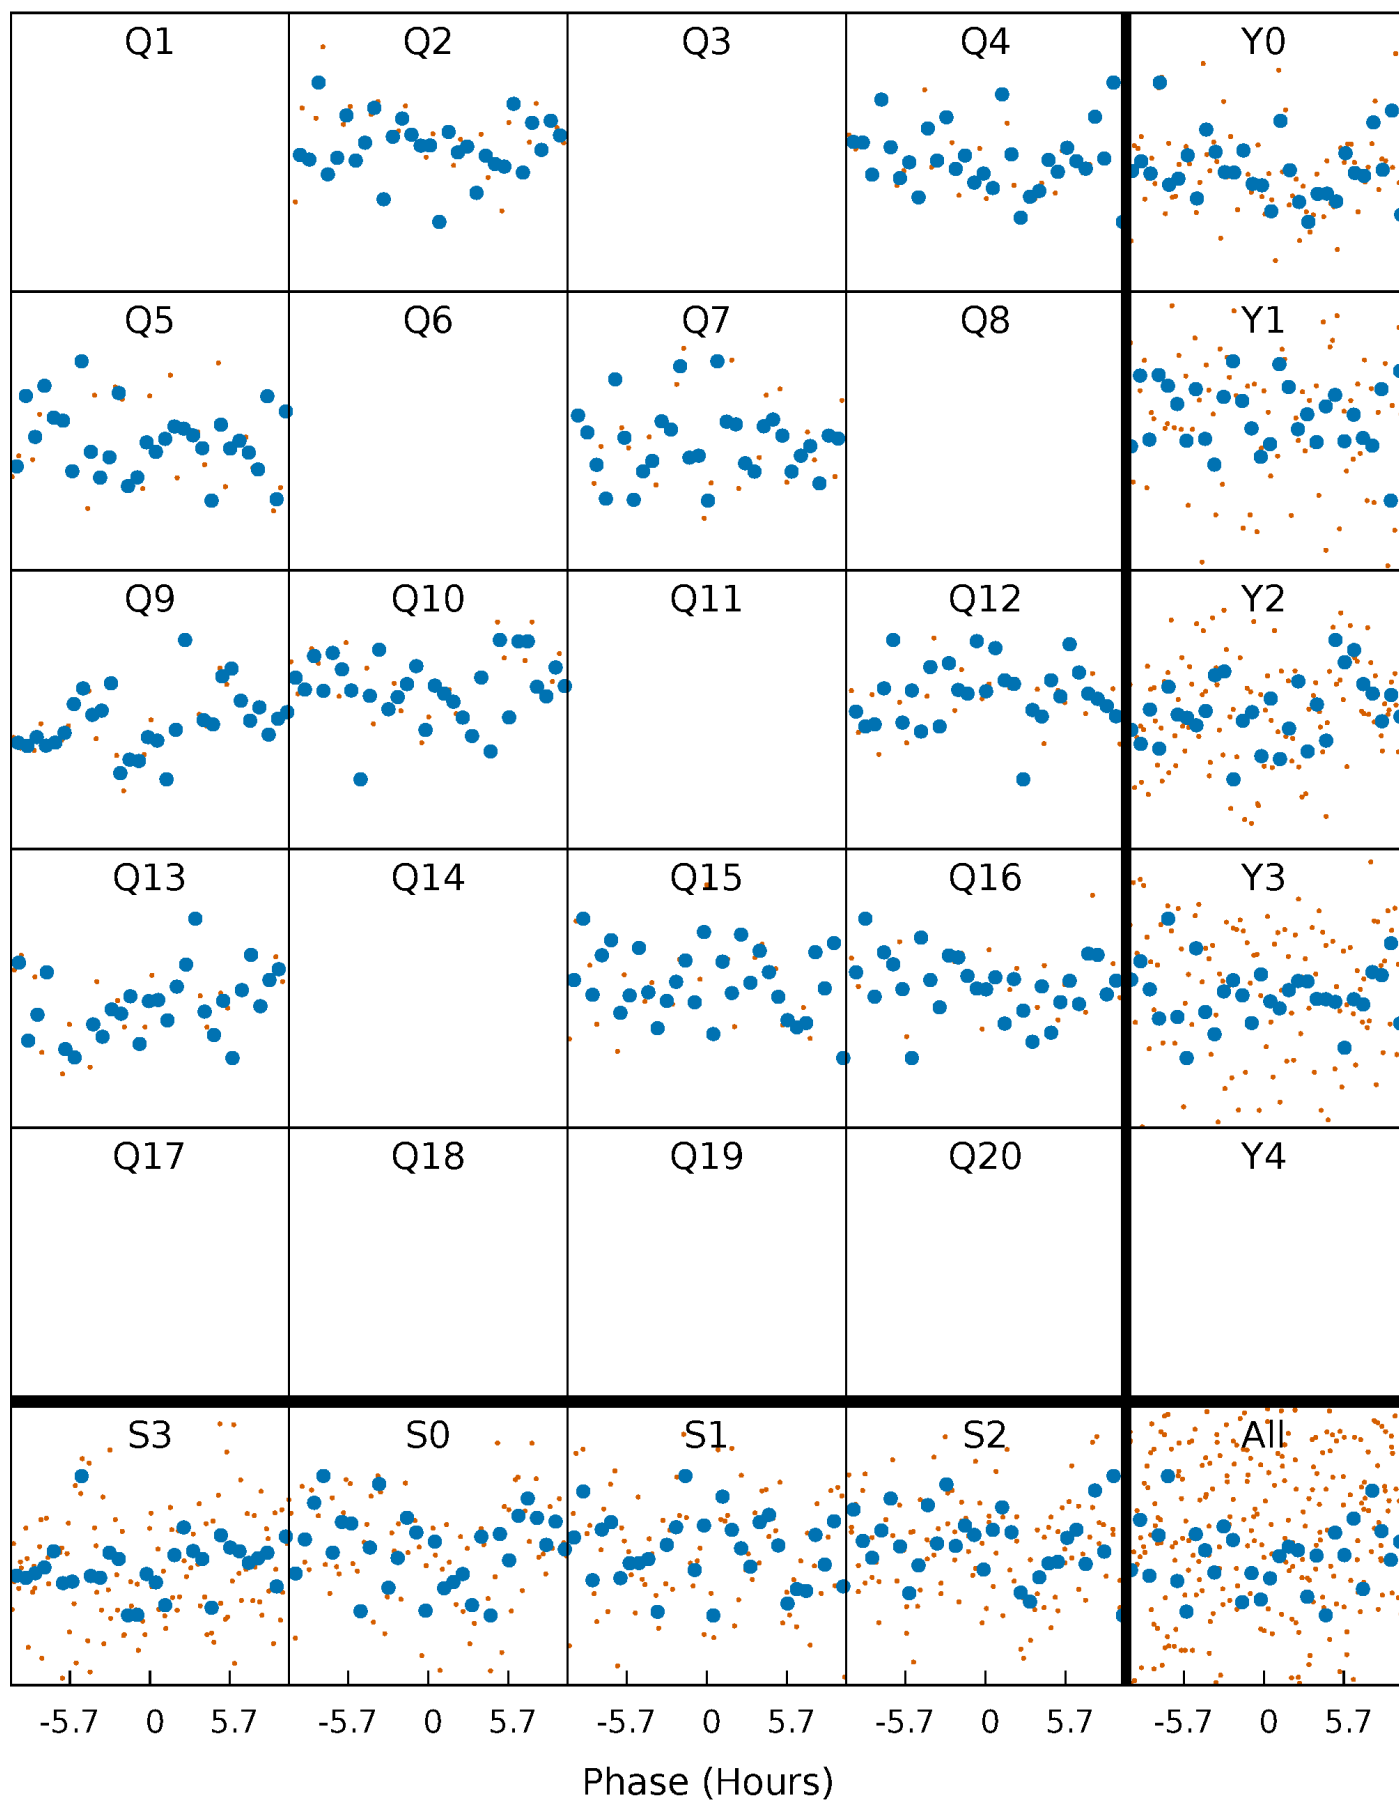 Q1 Q2 Q3 Q4 Y0
Q5 Q6 Q7 Q8 Y1
Q9 Q10 Q11 Q12 Y2
Q13 Q14 Q15 Q16 Y3
Q17 Q18 Q19 Q20 Y4
S3 S0 S1 S2 All
-5.7 0 5.7 -5.7 0 5.7 -5.7 0 5.7 -5.7 0 5.7 -5.7 0 5.7
Phase (Hours)